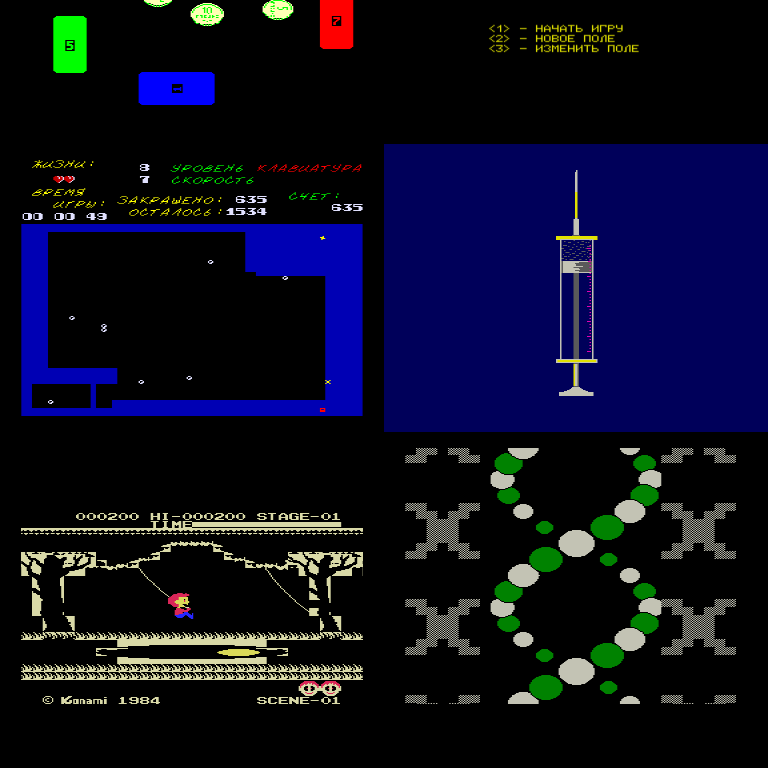 10
5
7
<1> - НАЧАТЬ ИГРУ
<2> - НОВОЕ ПОЛЕ
<3> - ИЗМЕНИТЬ ПОЛЕ
ЖИЗНИ: 8 УРОВЕНЬ КЛАВИАТУРА
7 СКОРОСТЬ
ВРЕМЯ ИГРЫ: 00 00 49
ЗАКРАШЕНО: 635
ОСТАЛОСЬ: 1534
СЧЕТ: 635
000200 HI-000200 STAGE-01
TIME
© Konami 1984 SCENE-01